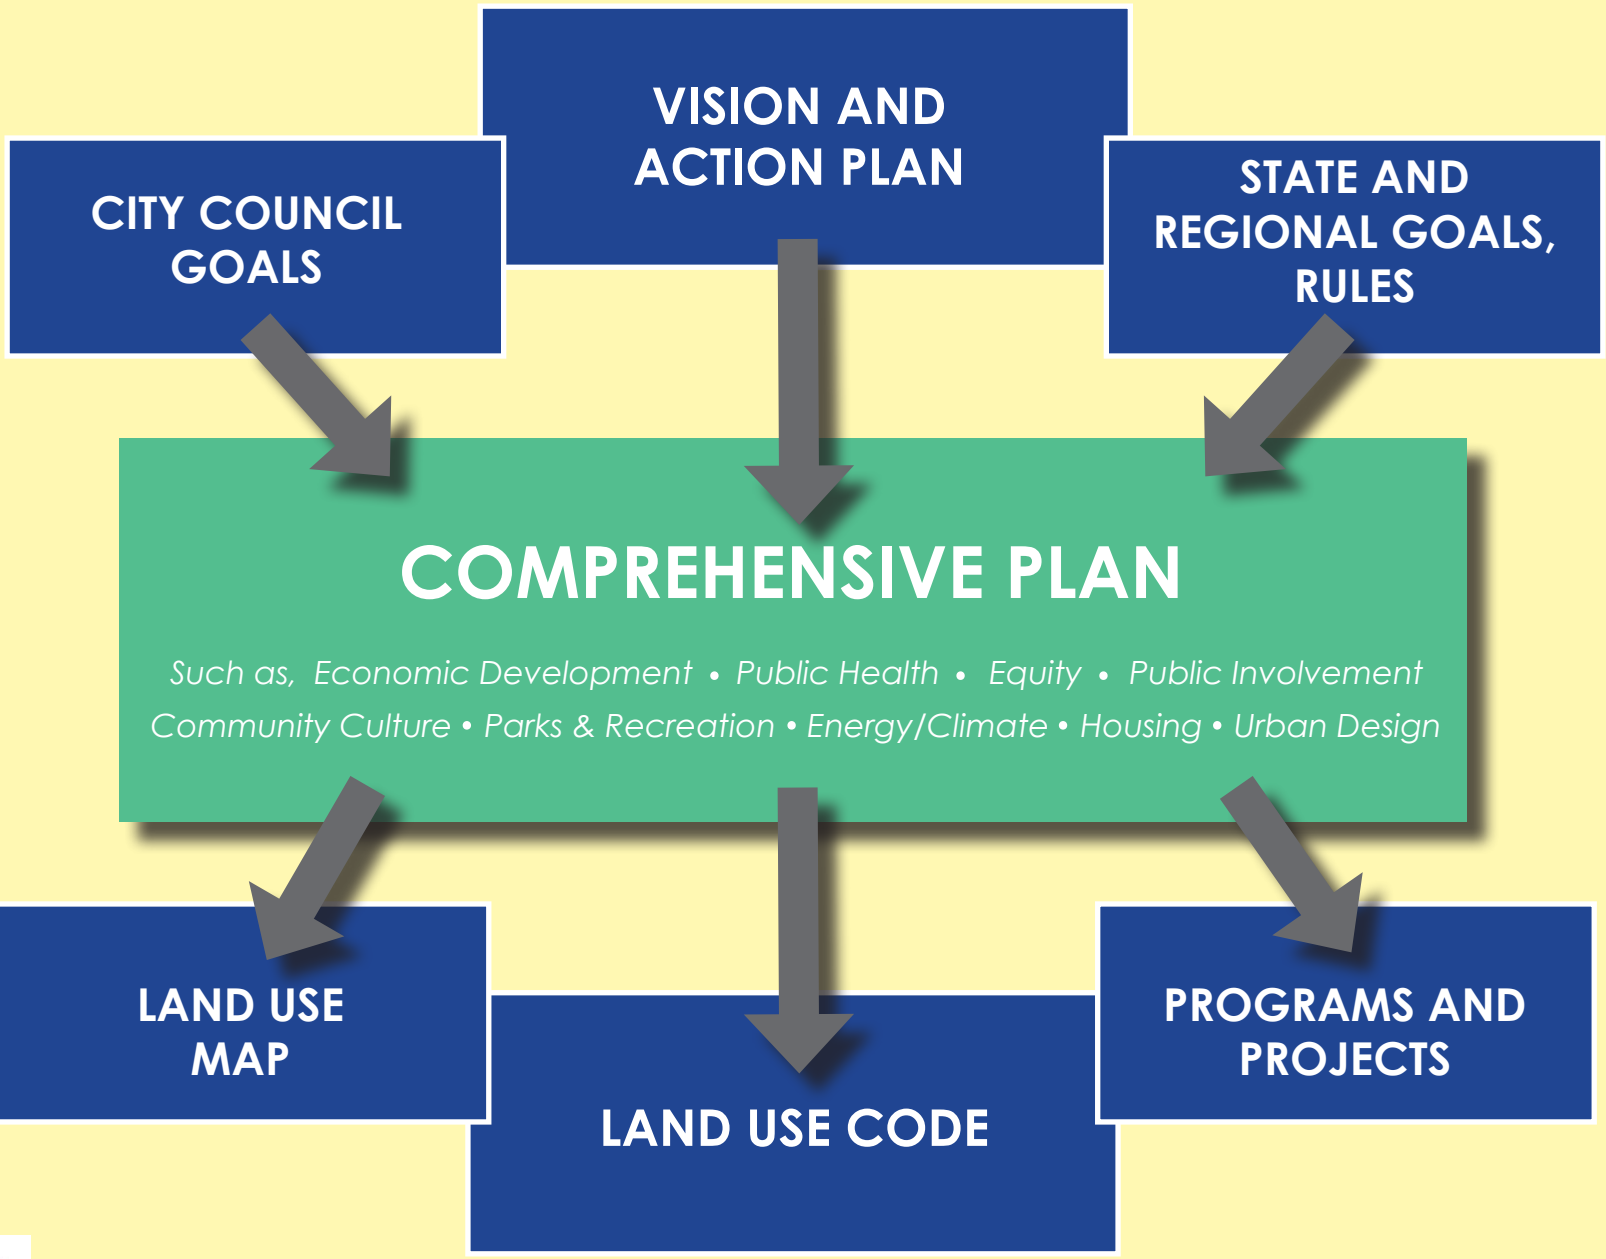 VISION AND
ACTION PLAN
CITY COUNCIL
GOALS
STATE AND
REGIONAL GOALS,
RULES
COMPREHENSIVE PLAN
Such as, Economic Development • Public Health • Equity • Public Involvement
Community Culture • Parks & Recreation • Energy/Climate • Housing • Urban Design
LAND USE
MAP
LAND USE CODE
PROGRAMS AND
PROJECTS